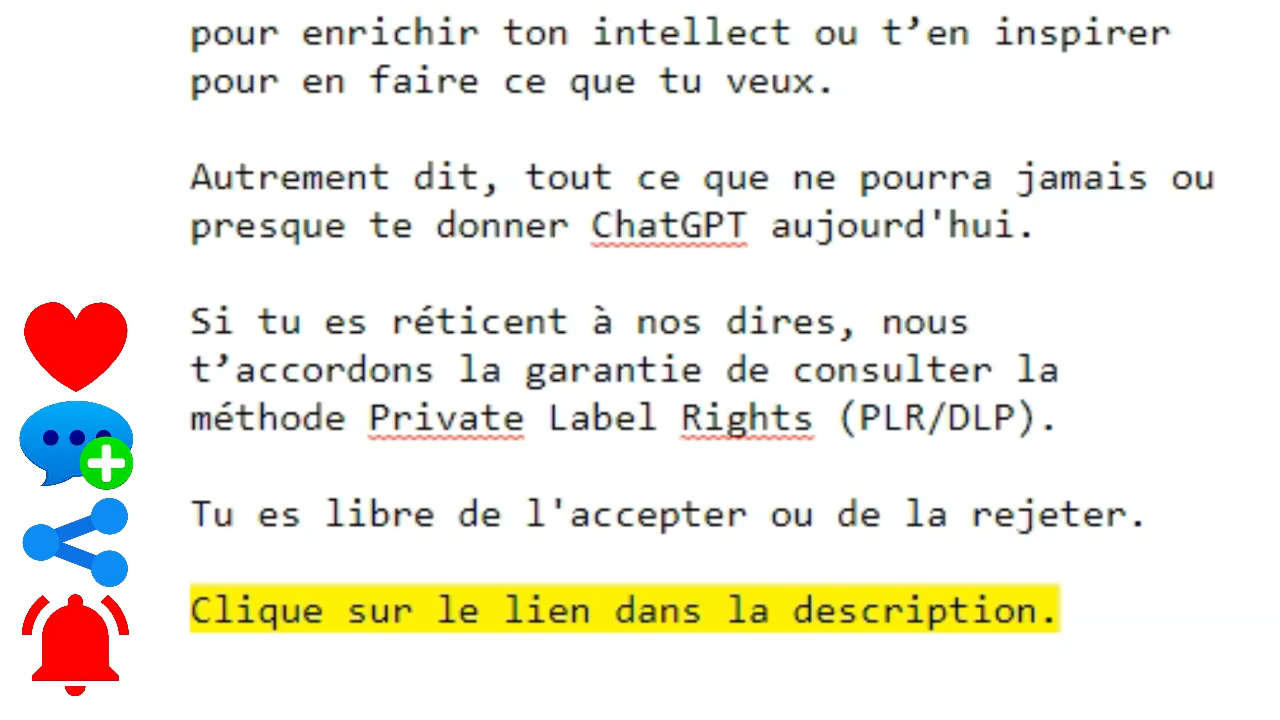 pour enrichir ton intellect ou t’en inspirer
pour en faire ce que tu veux.
Autrement dit, tout ce que ne pourra jamais ou
presque te donner ChatGPT aujourd'hui.
Si tu es réticent à nos dires, nous
t’accordons la garantie de consulter la
méthode Private Label Rights (PLR/DLP).
Tu es libre de l'accepter ou de la rejeter.
Clique sur le lien dans la description.